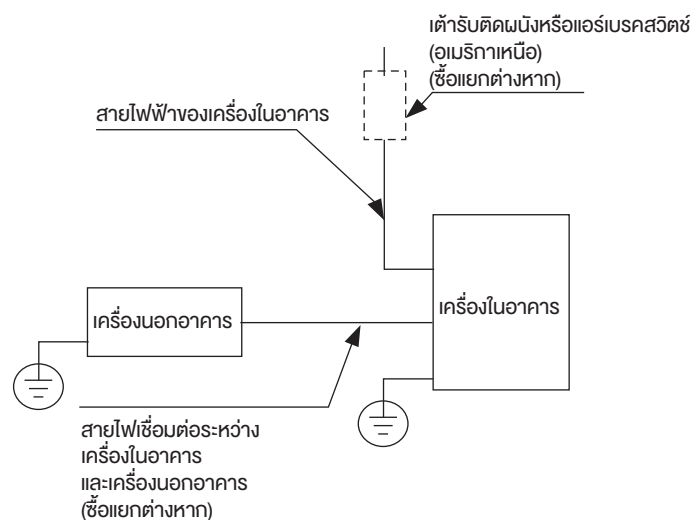 เต้ารับติดผนังหรือแอร์เบรคสวิตช์
(อเมริกาเหนือ)
(ซื้อแยกต่างหาก)
สายไฟฟ้าของเครื่องในอาคาร
เครื่องนอกอาคาร
เครื่องในอาคาร
สายไฟเชื่อมต่อระหว่าง
เครื่องในอาคาร
และเครื่องนอกอาคาร
(ซื้อแยกต่างหาก)